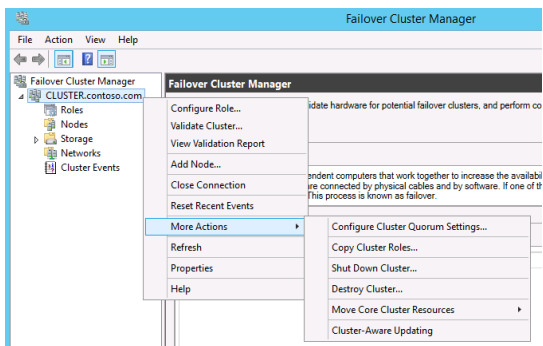 Failover Cluster Manager
File Action View Help
Failover Cluster Manager
CLUSTER.contoso.com
Roles
Nodes
Storage
Networks
Cluster Events
Failover Cluster Manager
idate hardware for potential failover clusters, and perform co
endent computers that work together to increase the availabi
re connected by physical cables and by software. If one of th
This process is known as failover.
Configure Role...
Validate Cluster...
View Validation Report
Add Node...
Close Connection
Reset Recent Events
More Actions
Refresh
Properties
Help
Configure Cluster Quorum Settings...
Copy Cluster Roles...
Shut Down Cluster...
Destroy Cluster...
Move Core Cluster Resources
Cluster-Aware Updating